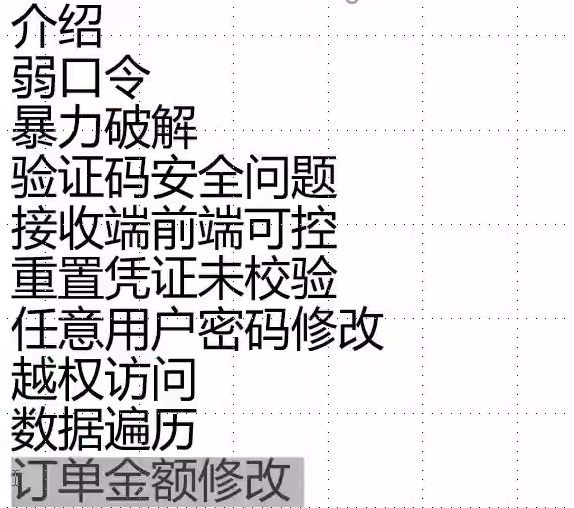 介绍
弱口令
暴力破解
验证码安全问题
接收端前端可控
重置凭证未校验
任意用户密码修改
越权访问
数据遍历
订单金额修改